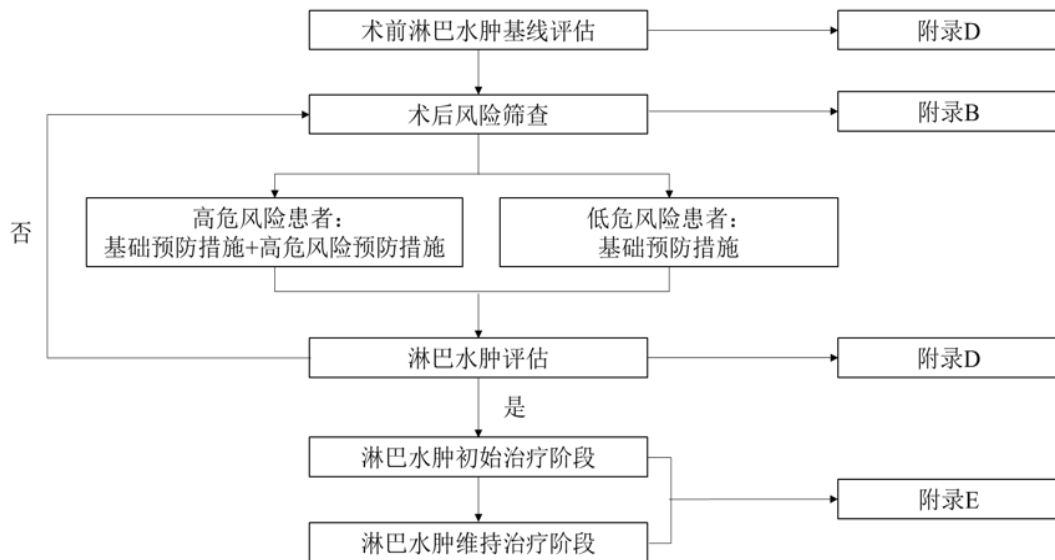 术前淋巴水肿基线评估
附录D
术后风险筛查
附录B
否
高危风险患者：
基础预防措施+高危风险预防措施
低危风险患者：
基础预防措施
淋巴水肿评估
附录D
是
淋巴水肿初始治疗阶段
附录E
淋巴水肿维持治疗阶段